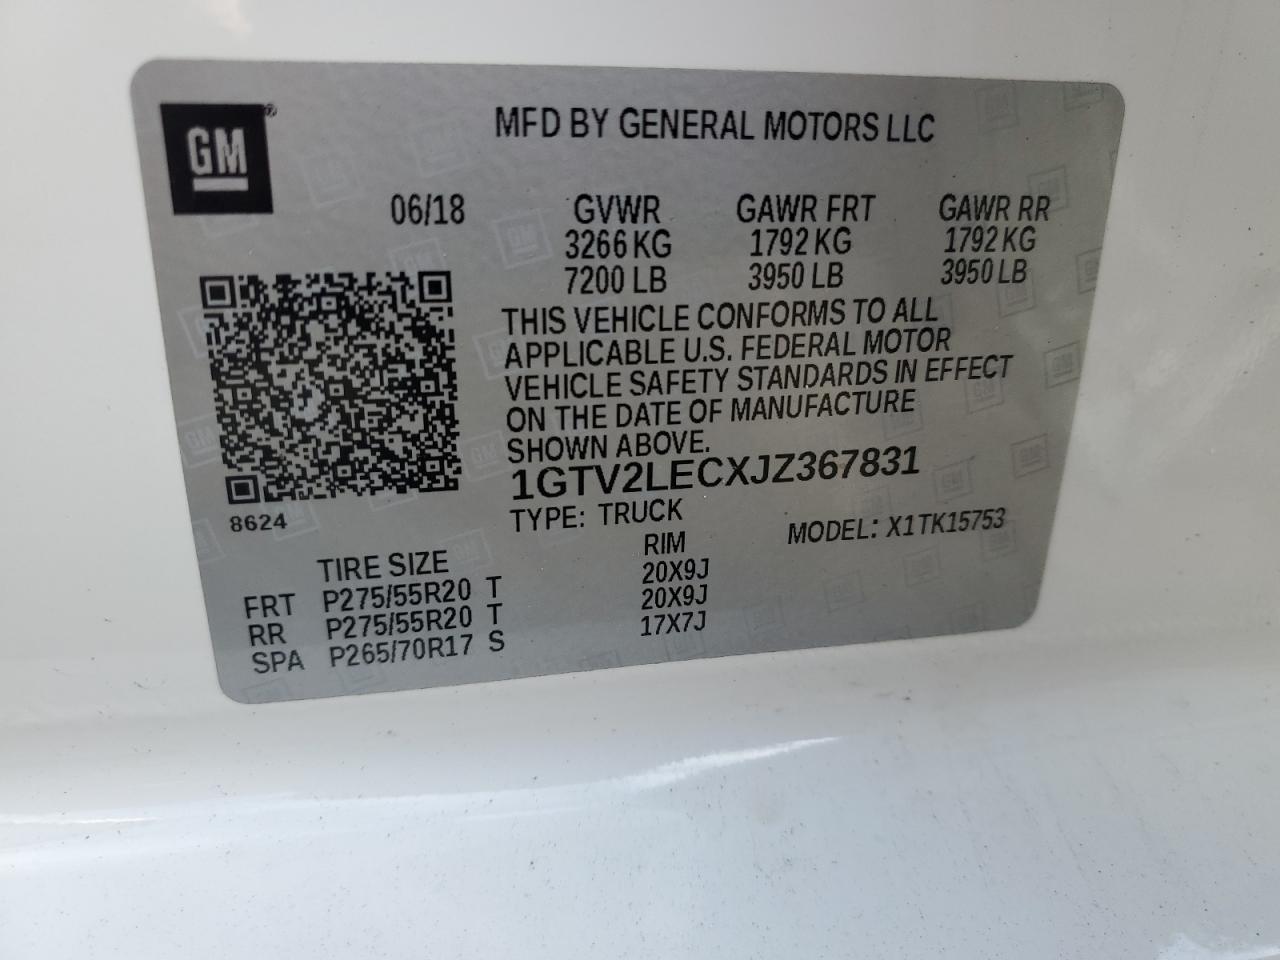 GM®
MFD BY GENERAL MOTORS LLC
06/18 GVWR GAWR FRT GAWR RR
3266 KG 1792 KG 1792 KG
7200 LB 3950 LB 3950 LB
THIS VEHICLE CONFORMS TO ALL
APPLICABLE U.S. FEDERAL MOTOR
VEHICLE SAFETY STANDARDS IN EFFECT
ON THE DATE OF MANUFACTURE
SHOWN ABOVE.
1GTV2LECXJZ367831
8624
TYPE: TRUCK MODEL: X1TK15753
TIRE SIZE RIM
FRT P275/55R20 T 20X9J
RR P275/55R20 T 20X9J
SPA P265/70R17 S 17X7J